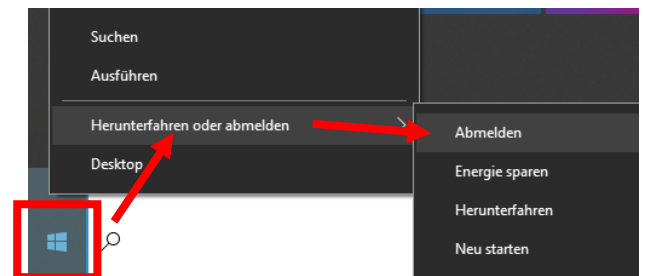 Suchen
Ausführen
Herunterfahren oder abmelden
Desktop
Abmelden
Energie sparen
Herunterfahren
Neu starten